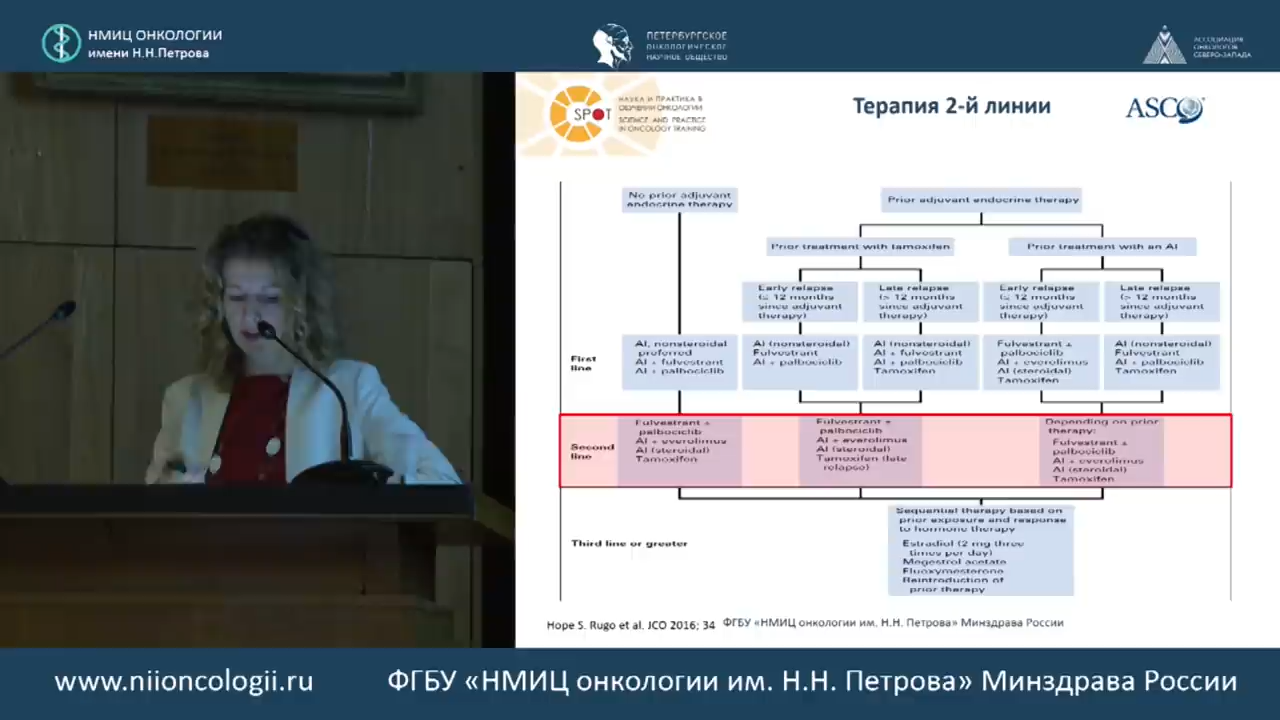 НМИЦ ОНКОЛОГИИ
имени Н.Н.Петрова
ПЕТЕРБУРГСКОЕ
ОНКОЛОГИЧЕСКОЕ
НАУЧНОЕ ОБЩЕСТВО
АССОЦИАЦИЯ
ОНКОЛОГОВ
СЕВЕРО-ЗАПАДА
SPOT
НАУКА И ПРАКТИКА В
ОБУЧЕНИИ ОНКОЛОГИИ
SCIENCE AND PRACTICE
IN ONCOLOGY TRAINING
Терапия 2-й линии
ASCO
No prior adjuvant
endocrine therapy
Prior adjuvant endocrine therapy
Prior treatment with tamoxifen
Prior treatment with an AI
Early relapse
(≤ 12 months
since adjuvant
therapy)
Late relapse
(> 12 months
since adjuvant
therapy)
Early relapse
(≤ 12 months
since adjuvant
therapy)
Late relapse
(> 12 months
since adjuvant
therapy)
First
line
AI, nonsteroidal
preferred
AI + fulvestrant
AI + palbociclib
AI (nonsteroidal)
Fulvestrant
AI + palbociclib
AI (nonsteroidal)
AI + fulvestrant
AI + palbociclib
Tamoxifen
Fulvestrant ±
palbociclib
AI + everolimus
AI (steroidal)
Tamoxifen
AI (nonsteroidal)
Fulvestrant
AI + palbociclib
Tamoxifen
Second
line
Fulvestrant ±
palbociclib
AI + everolimus
AI (steroidal)
Tamoxifen
Fulvestrant ±
palbociclib
AI + everolimus
AI (steroidal)
Tamoxifen (late
relapse)
Depending on prior
therapy:
Fulvestrant ±
palbociclib
AI + everolimus
AI (steroidal)
Tamoxifen
Third line or greater
Sequential therapy based on
prior exposure and response
to hormone therapy
Estradiol (2 mg three
times per day)
Megestrol acetate
Fluoxymesterone
Reintroduction of
prior therapy
Hope S. Rugo et al. JCO 2016; 34
ФГБУ «НМИЦ онкологии им. Н.Н. Петрова» Минздрава России
www.niioncologii.ru
ФГБУ «НМИЦ онкологии им. Н.Н. Петрова» Минздрава России